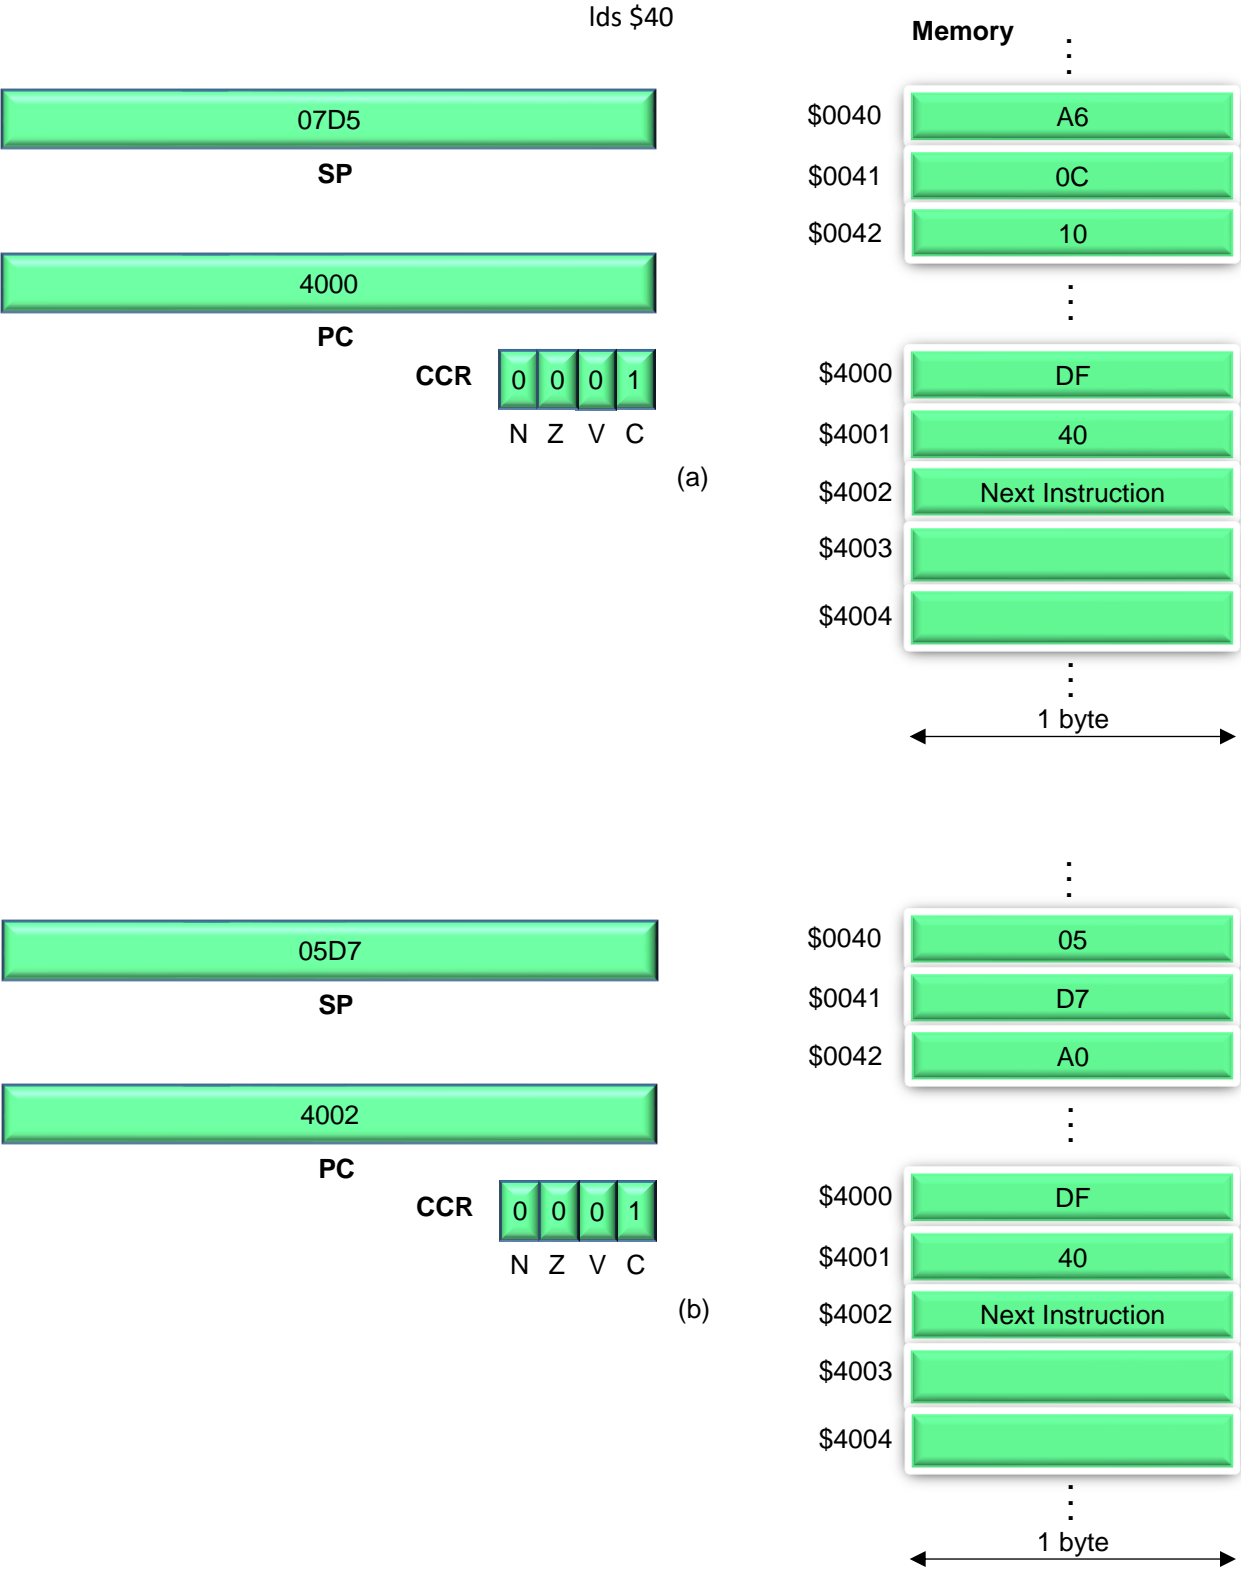 lds $40
Memory
07D5
SP
4000
PC
CCR
0 0 0 1
N Z V C
(a)
$0040 A6
$0041 0C
$0042 10
$4000 DF
$4001 40
$4002 Next Instruction
$4003
$4004
1 byte
05D7
SP
4002
PC
CCR
0 0 0 1
N Z V C
(b)
$0040 05
$0041 D7
$0042 A0
$4000 DF
$4001 40
$4002 Next Instruction
$4003
$4004
1 byte